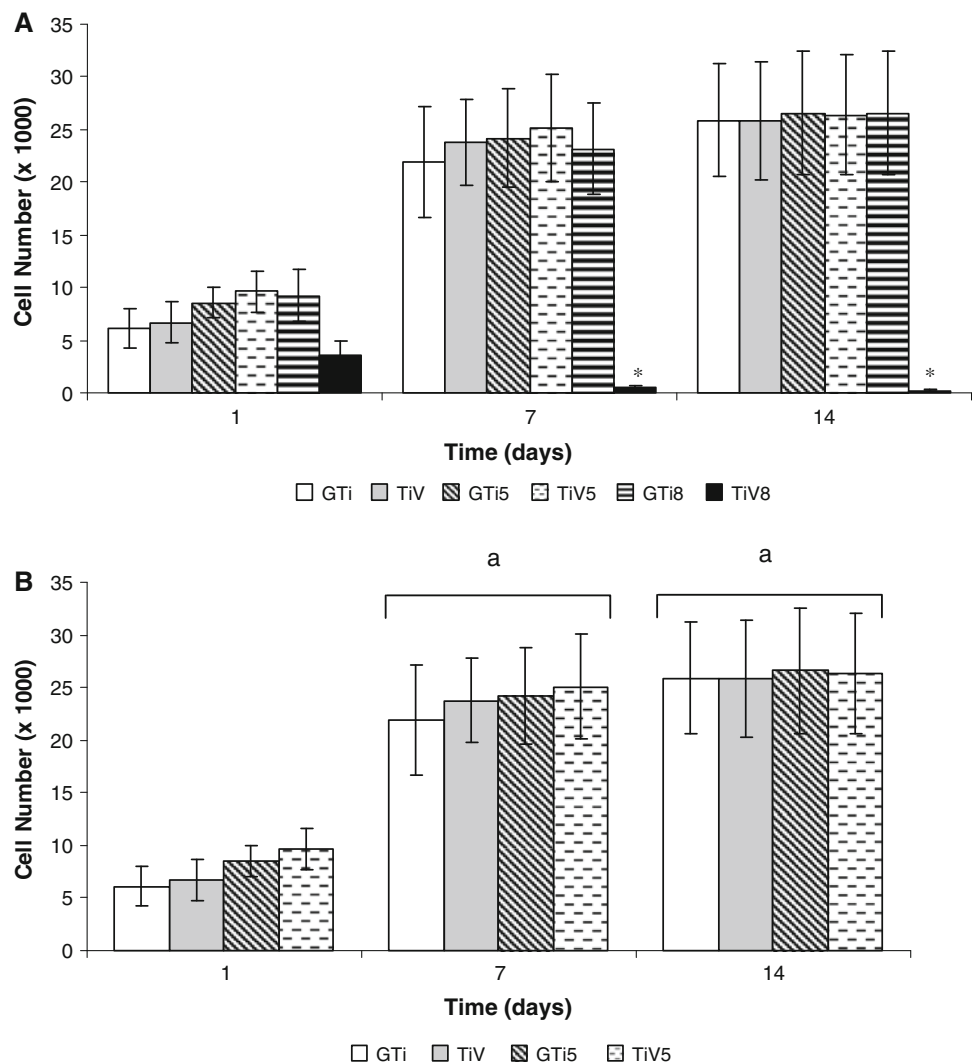 A
35
30
25
20
15
10
5
0
Cell Number (x 1000)
*
*
1 7 14
Time (days)
GTi TiV GTi5 TiV5 GTi8 TiV8
B
a a
35
30
25
20
15
10
5
0
Cell Number (x 1000)
1 7 14
Time (days)
GTi TiV GTi5 TiV5